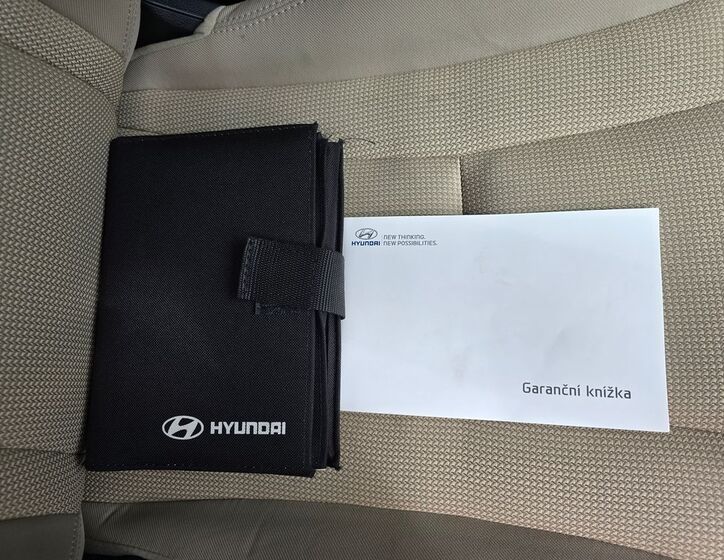 HYUNDAI
HYUNDAI
NEW THINKING.
NEW POSSIBILITIES.
Garanční knížka